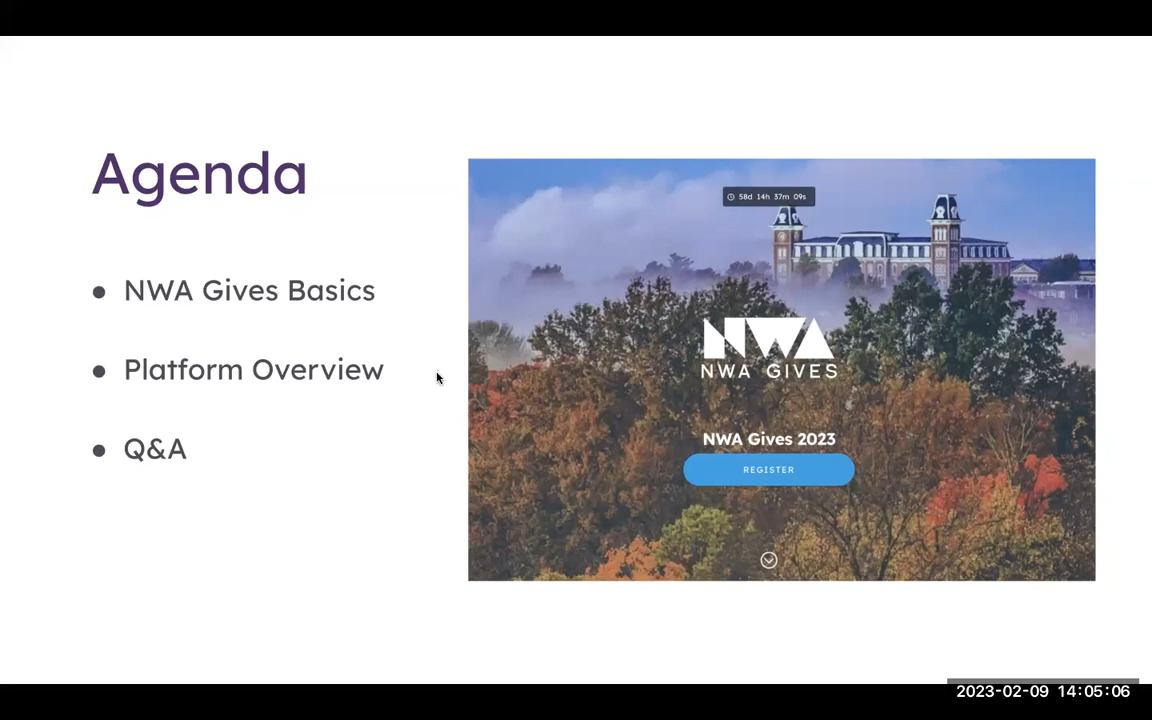 Agenda
● NWA Gives Basics
● Platform Overview
● Q&A
58d 14h 37m 09s
NWA
NWA GIVES
NWA Gives 2023
REGISTER
2023-02-09 14:05:06